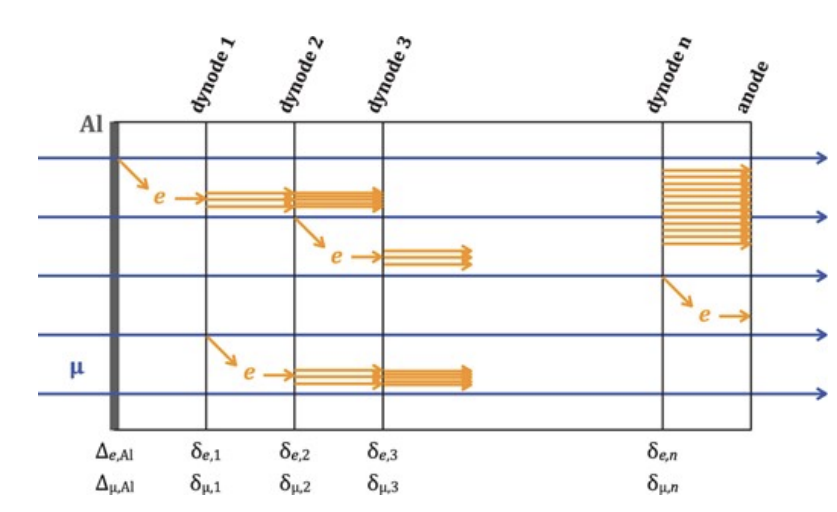 dynode 1
dynode 2
dynode 3
dynode n
anode
Al
e
e
e
e
μ
Δe,Al δe,1 δe,2 δe,3 δe,n
Δμ,Al δμ,1 δμ,2 δμ,3 δμ,n